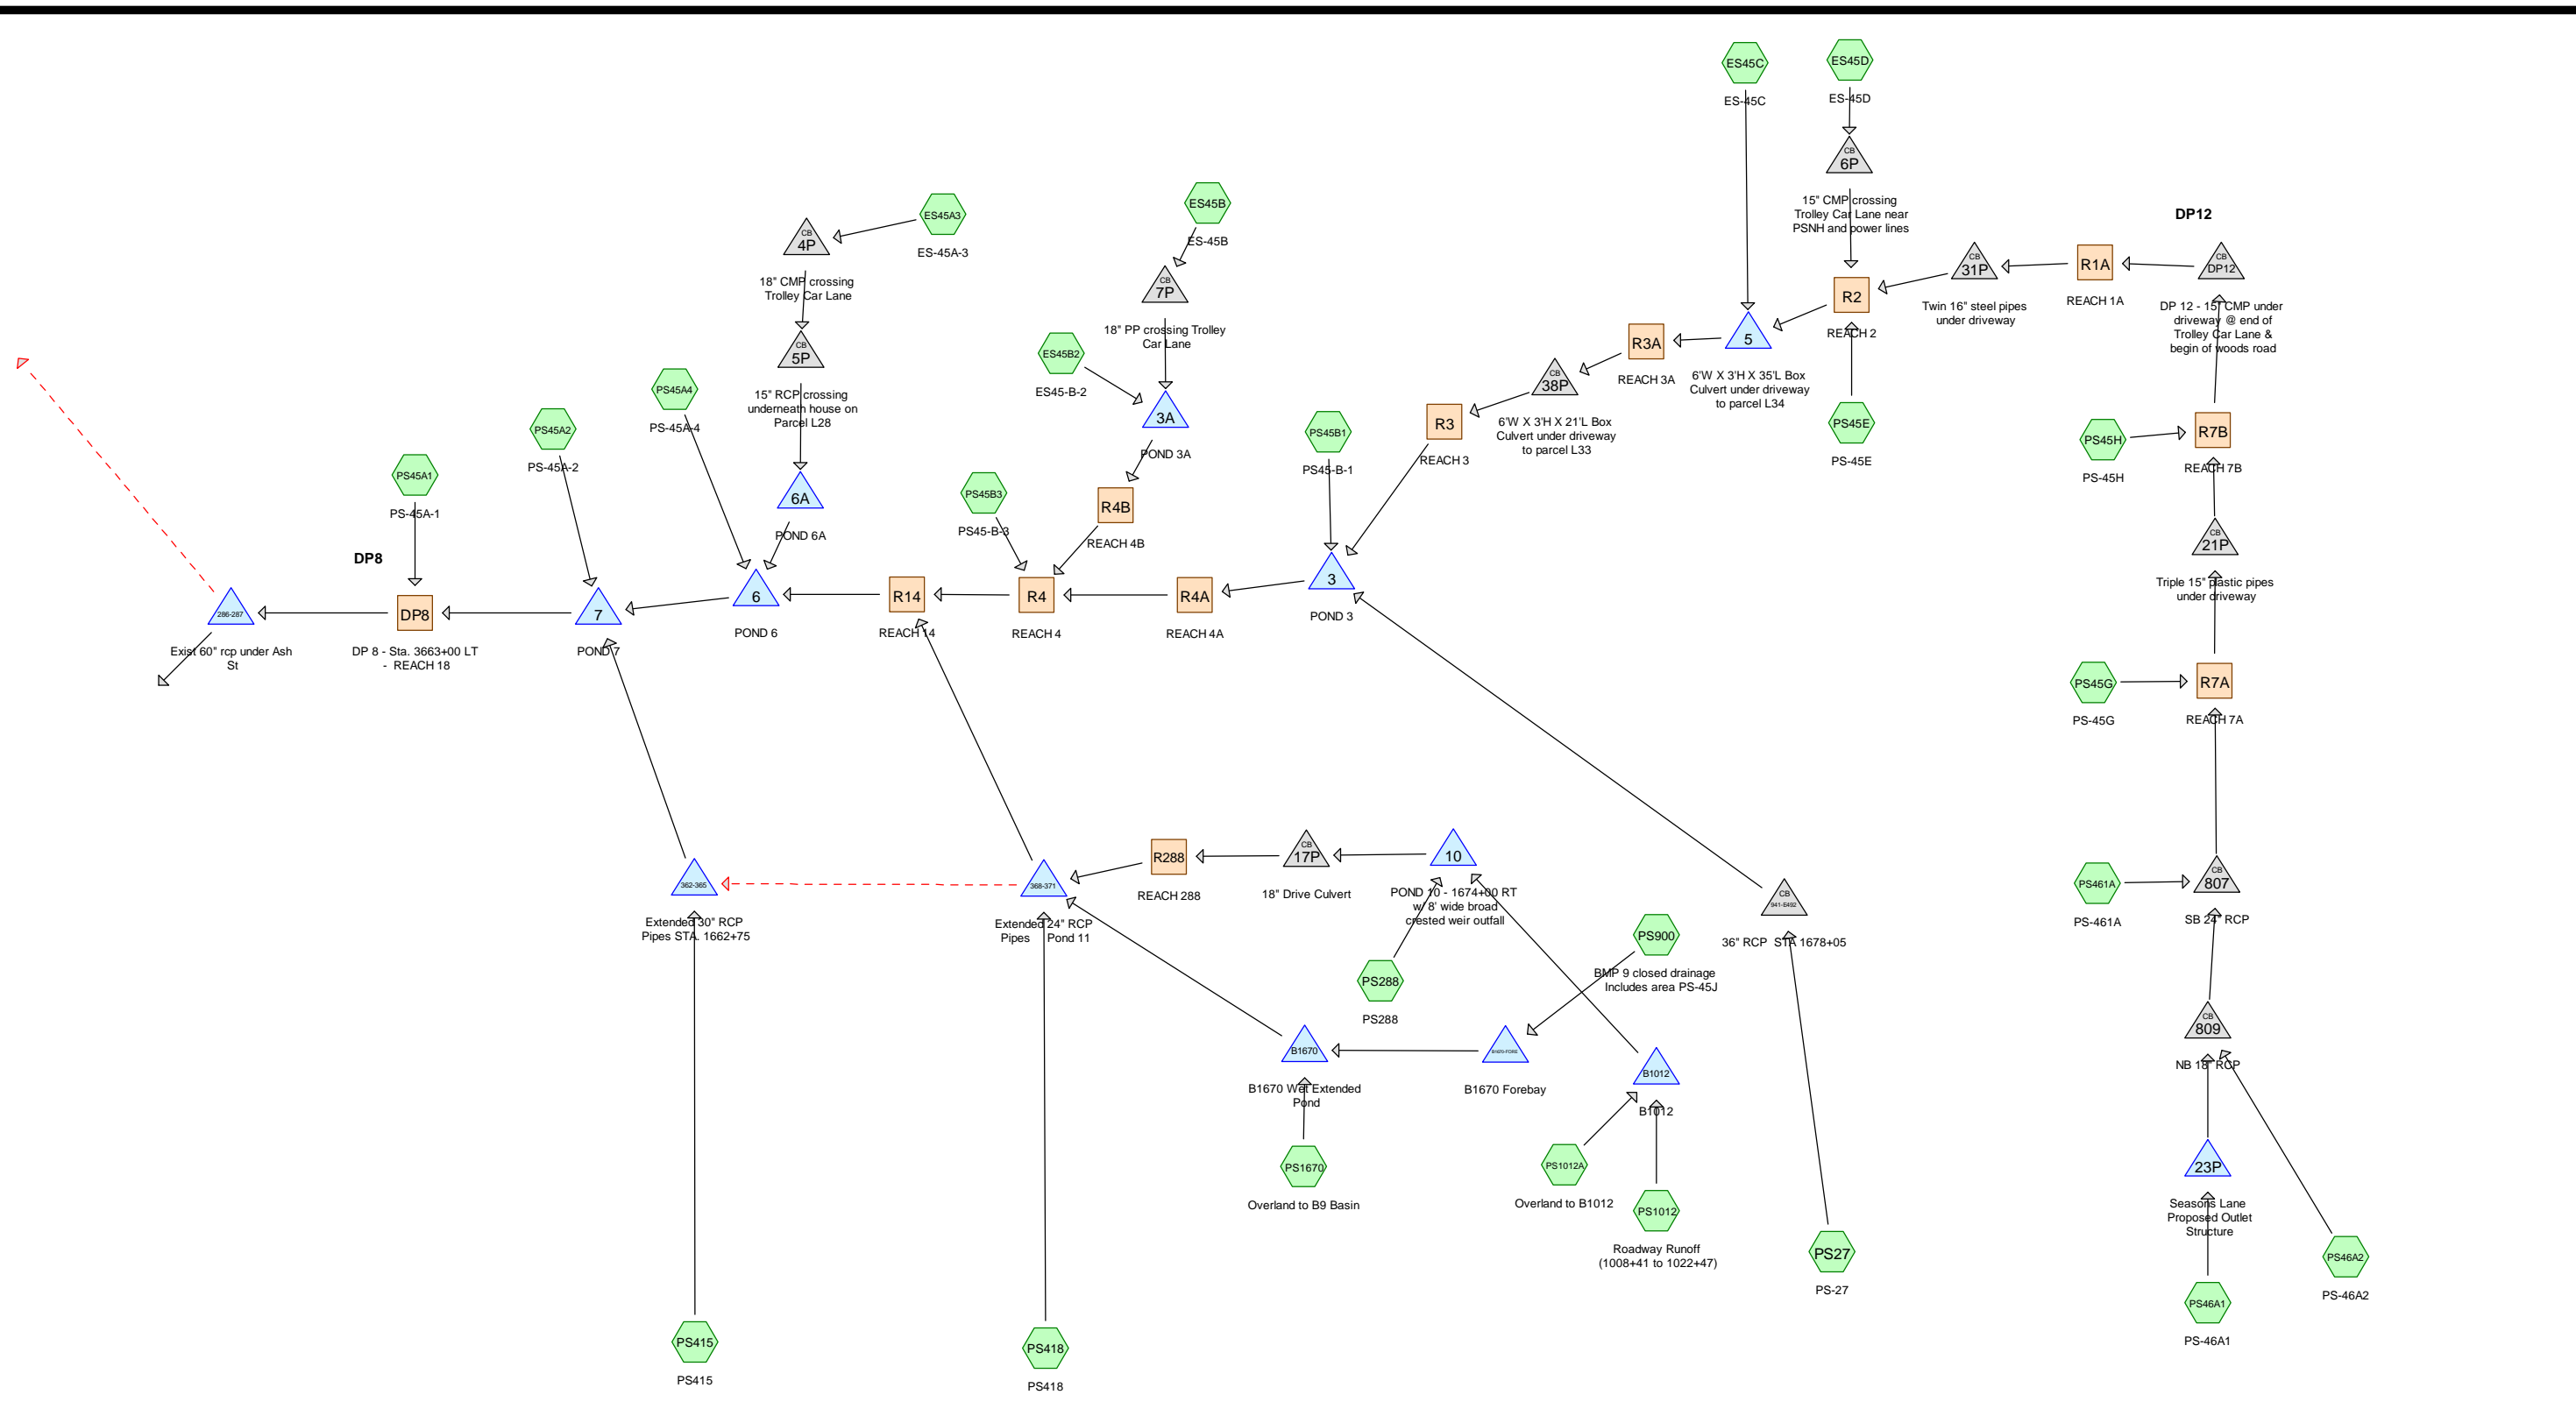 ES45C
ES-45C
ES45D
ES-45D
CB
6P
15" CMP crossing
Trolley Car Lane near
PSNH and power lines
DP12
CB
DP12
DP 12 - 15" CMP under
driveway @ end of
Trolley Car Lane &
begin of woods road
R1A
REACH 1A
CB
31P
Twin 16" steel pipes
under driveway
R2
REACH 2
PS45E
PS-45E
5
6'W X 3'H X 35'L Box
Culvert under driveway
to parcel L34
R3A
REACH 3A
CB
38P
6'W X 3'H X 21'L Box
Culvert under driveway
to parcel L33
R3
REACH 3
PS45B1
PS45-B-1
3
POND 3
ES45B
ES-45B
CB
7P
18" PP crossing Trolley
Car Lane
ES45B2
ES45-B-2
3A
POND 3A
R4B
REACH 4B
PS45B3
PS45-B-3
R4A
REACH 4A
R4
REACH 4
R14
REACH 14
ES45A3
ES-45A-3
CB
4P
18" CMP crossing
Trolley Car Lane
CB
5P
15" RCP crossing
underneath house on
Parcel L28
6A
POND 6A
PS45A4
PS-45A-4
6
POND 6
PS45A2
PS-45A-2
7
POND 7
PS45A1
PS-45A-1
DP8
DP8
DP 8 - Sta. 3663+00 LT
- REACH 18
286-287
Exist 60" rcp under Ash
St
PS45H
PS-45H
R7B
REACH 7B
CB
21P
Triple 15" plastic pipes
under driveway
PS45G
PS-45G
R7A
REACH 7A
PS461A
PS-461A
CB
807
SB 24" RCP
CB
809
NB 18" RCP
23P
Seasons Lane
Proposed Outlet
Structure
PS46A1
PS-46A1
PS46A2
PS-46A2
362-365
Extended 30" RCP
Pipes STA. 1662+75
368-371
Extended 24" RCP
Pipes Pond 11
R288
REACH 288
CB
17P
18" Drive Culvert
10
POND 10 - 1674+00 RT
w/ 8' wide broad
crested weir outfall
PS288
PS288
PS900
BMP 9 closed drainage
Includes area PS-45J
CB
941-E492
36" RCP STA 1678+05
B1670
B1670 Wet Extended
Pond
B1670-FORE
B1670 Forebay
B1012
B1012
PS1670
Overland to B9 Basin
PS1012A
Overland to B1012
PS1012
Roadway Runoff
(1008+41 to 1022+47)
PS27
PS-27
PS415
PS415
PS418
PS418